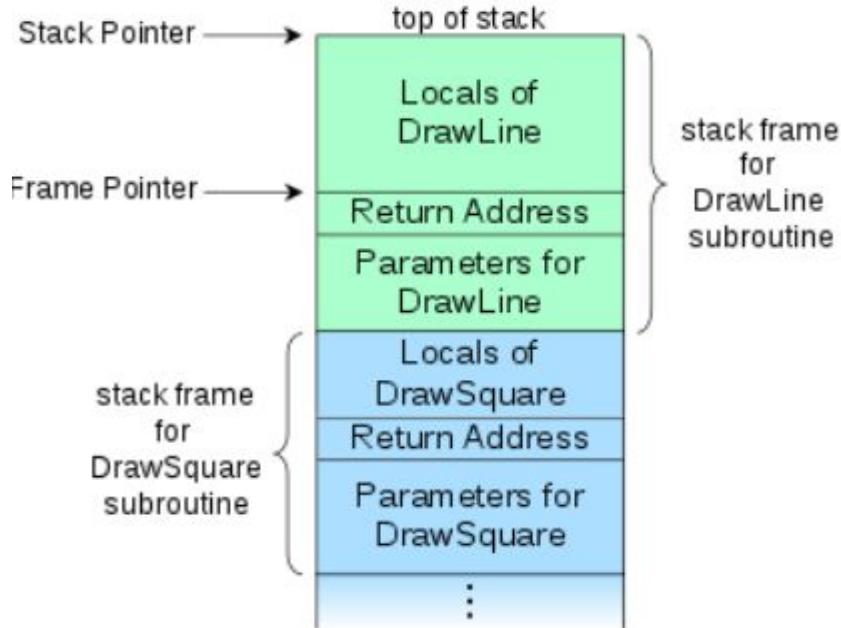 top of stack
Stack Pointer
Locals of
DrawLine
stack frame
for
DrawLine
subroutine
Frame Pointer
Return Address
Parameters for
DrawLine
Locals of
DrawSquare
stack frame
for
DrawSquare
subroutine
Return Address
Parameters for
DrawSquare